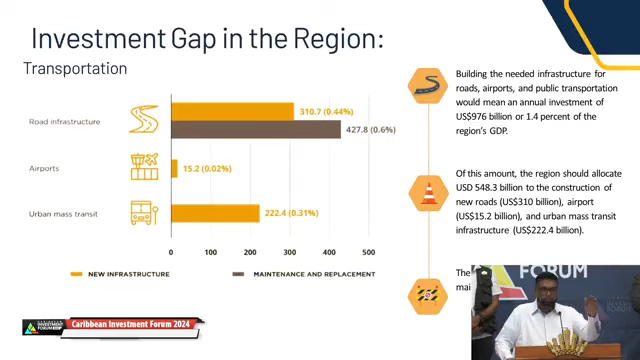 Investment Gap in the Region:
Transportation
Road infrastructure
310.7 (0.44%)
427.8 (0.6%)
Airports
15.2 (0.02%)
Urban mass transit
222.4 (0.31%)
0 100 200 300 400 500
NEW INFRASTRUCTURE
MAINTENANCE AND REPLACEMENT
Building the needed infrastructure for
roads, airports, and public transportation
would mean an annual investment of
US$976 billion or 1.4 percent of the
region's GDP.
Of this amount, the region should allocate
USD 548.3 billion to the construction of
new roads (US$310 billion), airport
(US$15.2 billion), and urban mass transit
infrastructure (US$222.4 billion).
The
mai
FORUM
INVESTMENT
FORUM
Caribbean Investment Forum 2024